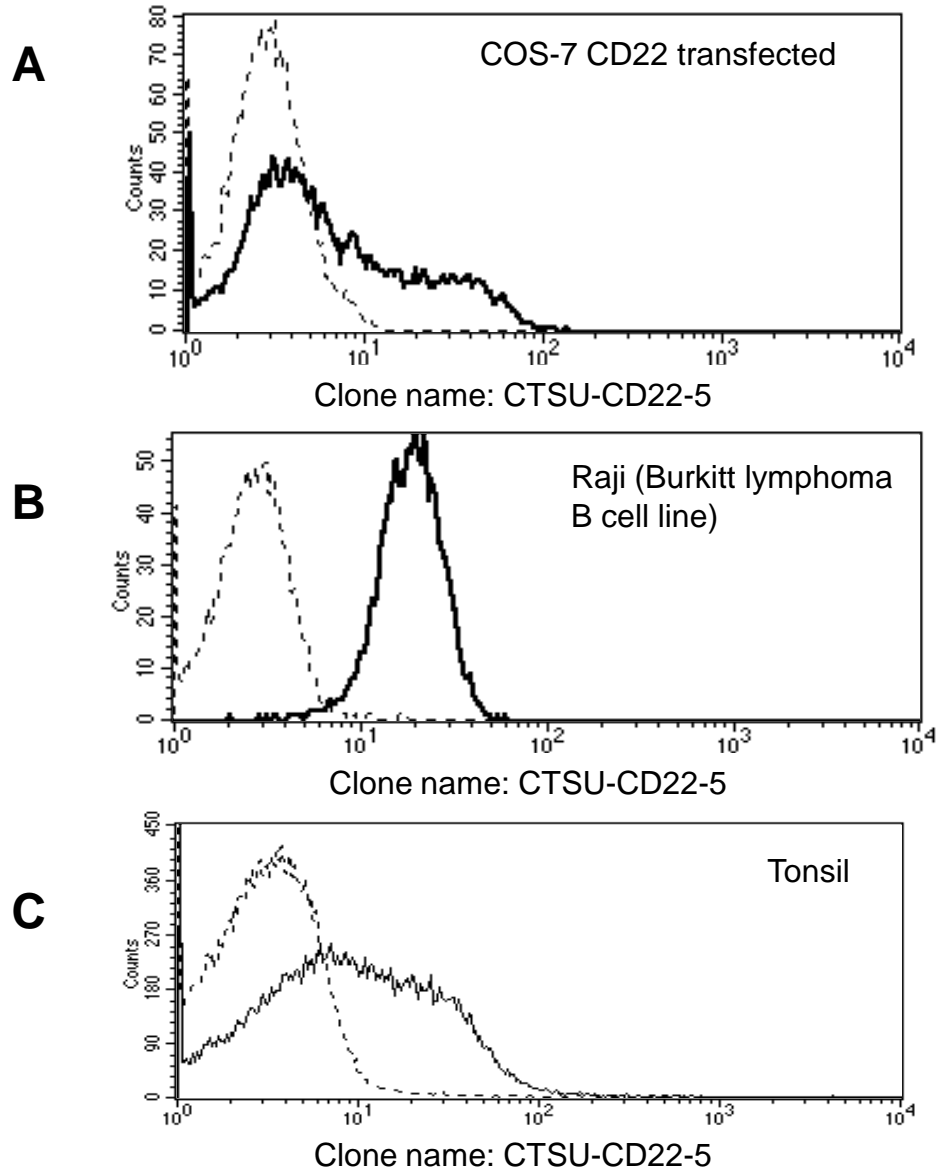 A
COS-7 CD22 transfected
Counts
80
70
60
50
40
30
20
10
0
10^0 10^1 10^2 10^3 10^4
Clone name: CTSU-CD22-5
B
Raji (Burkitt lymphoma
B cell line)
Counts
50
40
30
20
10
0
10^0 10^1 10^2 10^3 10^4
Clone name: CTSU-CD22-5
C
Tonsil
Counts
450
360
270
180
90
0
10^0 10^1 10^2 10^3 10^4
Clone name: CTSU-CD22-5